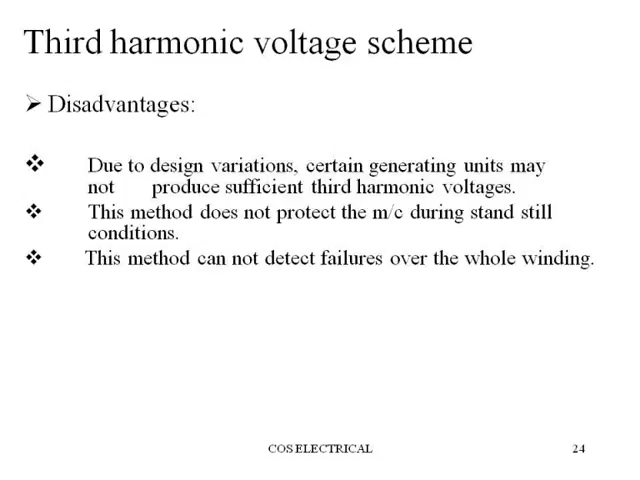 Third harmonic voltage scheme
➢ Disadvantages:
❖ Due to design variations, certain generating units may
not produce sufficient third harmonic voltages.
❖ This method does not protect the m/c during stand still
conditions.
❖ This method can not detect failures over the whole winding.
COS ELECTRICAL 24